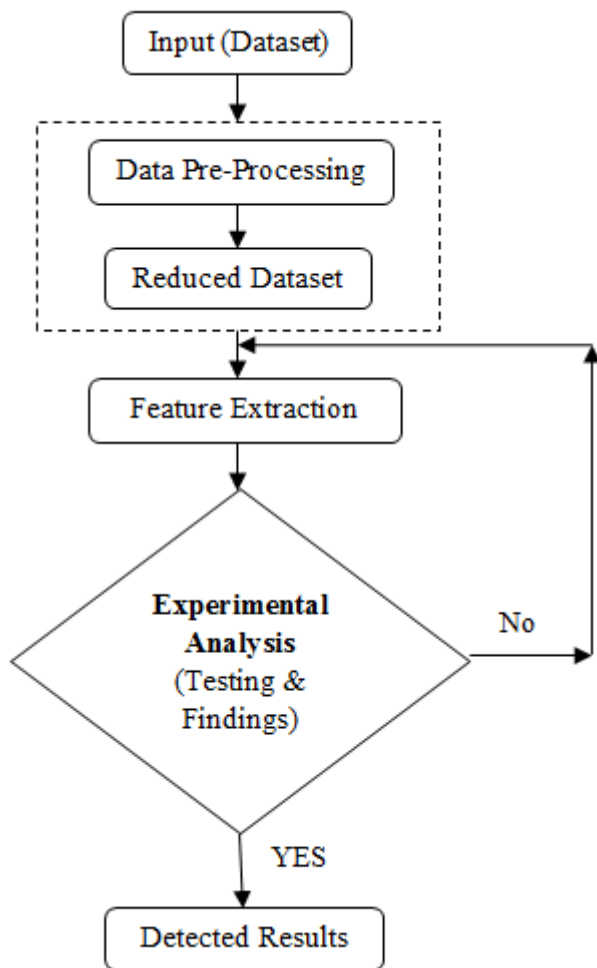 Input (Dataset)
Data Pre-Processing
Reduced Dataset
Feature Extraction
Experimental
Analysis
(Testing &
Findings)
No
YES
Detected Results